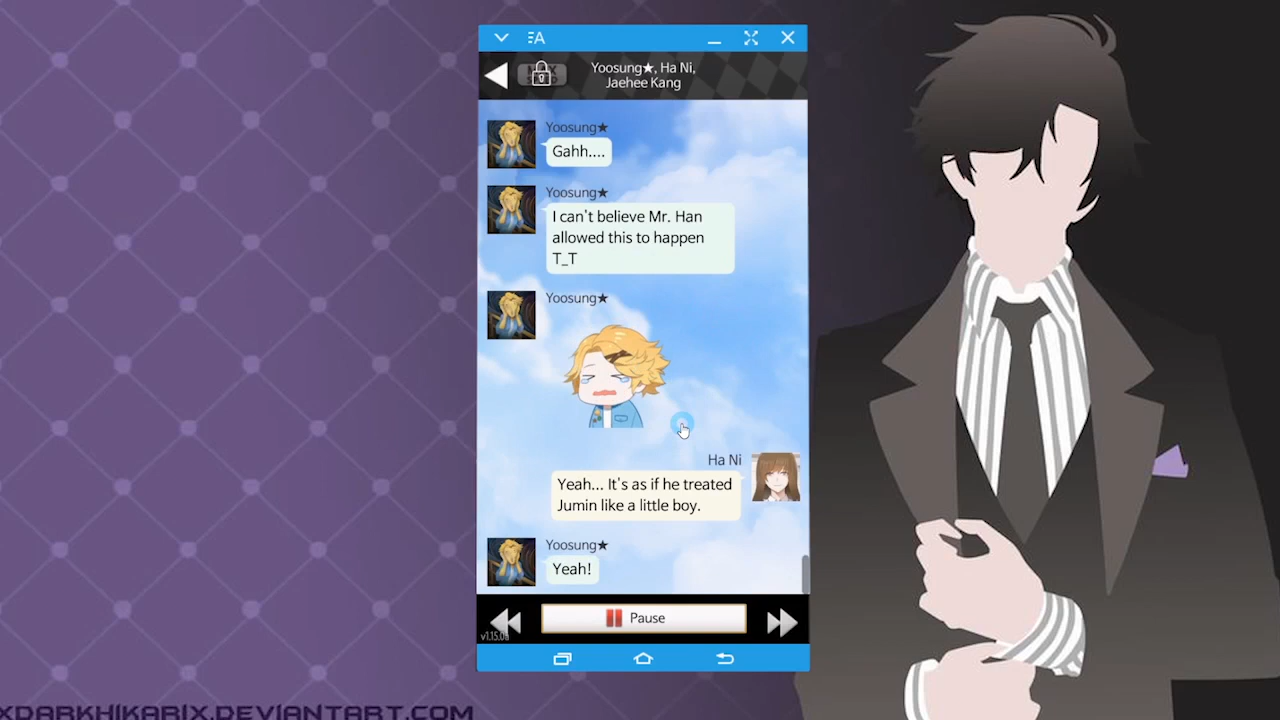 Yoosung★, Ha Ni,
Jaehee Kang
Yoosung★
Gahh....
Yoosung★
I can't believe Mr. Han
allowed this to happen
T_T
Yoosung★
Ha Ni
Yeah... It's as if he treated
Jumin like a little boy.
Yoosung★
Yeah!
Pause
XDARKHIKARIX.DEVIANTART.COM